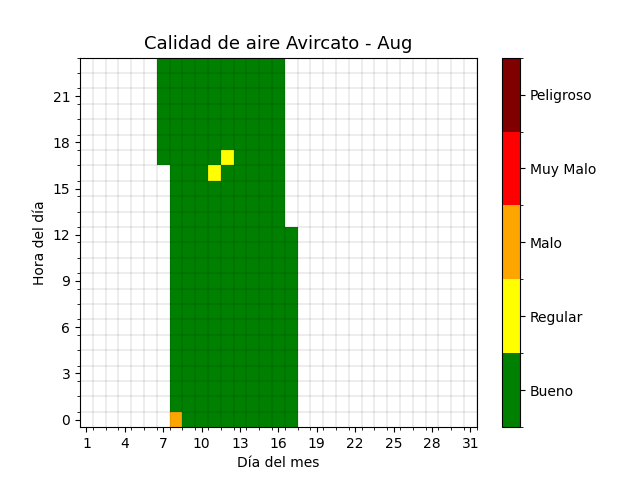 Calidad de aire Avircato - Aug
Hora del día
21
18
15
12
9
6
3
0
1 4 7 10 13 16 19 22 25 28 31
Día del mes
Peligroso
Muy Malo
Malo
Regular
Bueno